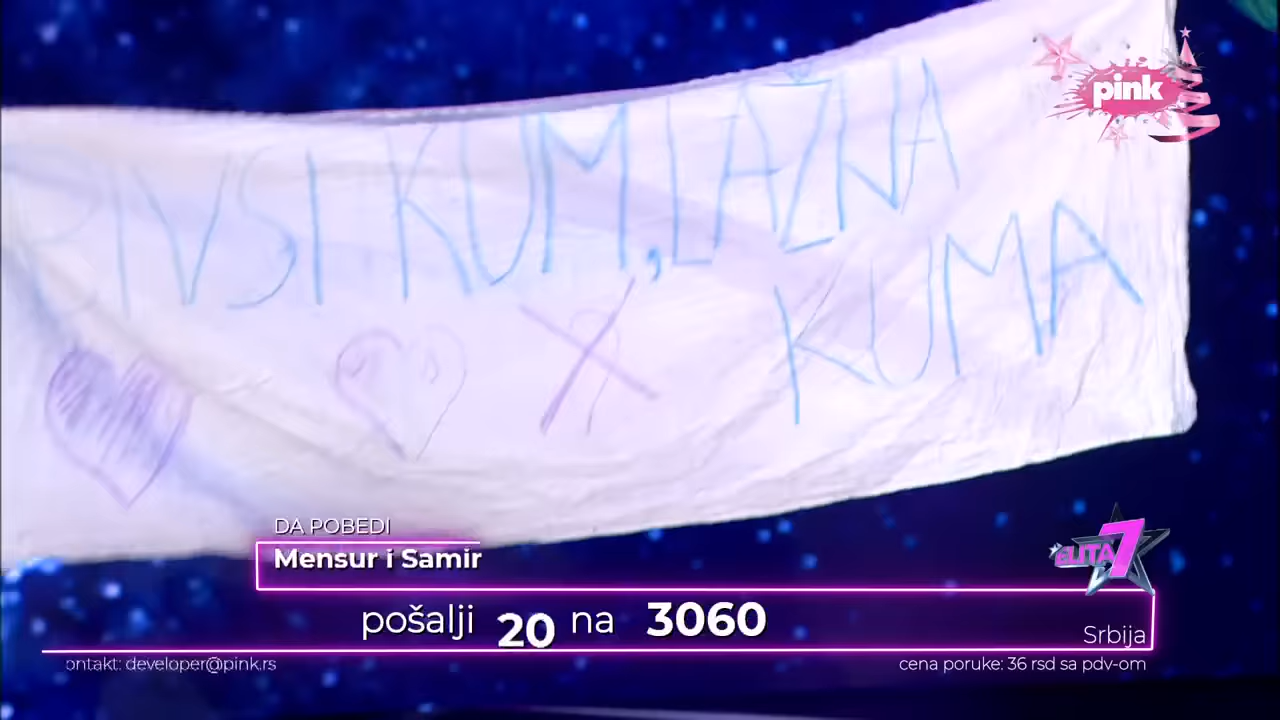 BIVŠI KUM, LAŽNA
KUMA
pink
DA POBEDI
Mensur i Samir
ELITA 7
pošalji 20 na 3060
Srbija
ontakt: developer@pink.rs
cena poruke: 36 rsd sa pdv-om